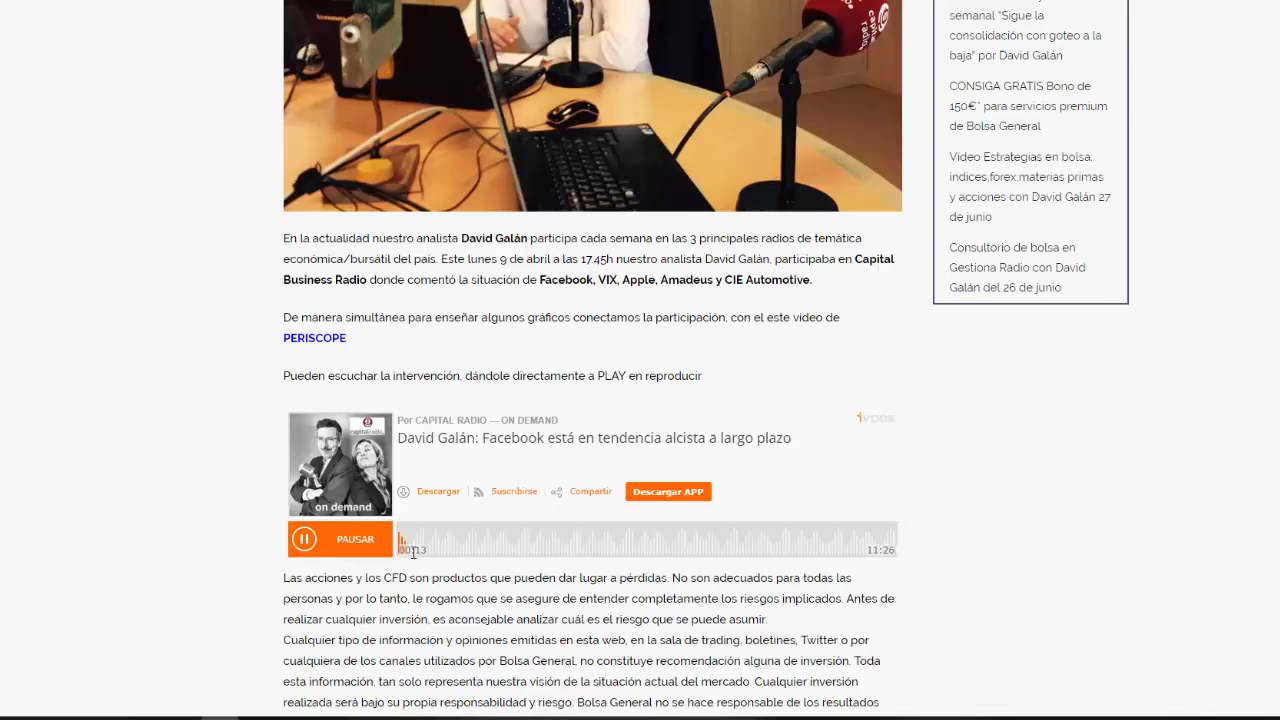 capital radio
semanal "Sigue la
consolidación con goteo a la
baja" por David Galán
CONSIGA GRATIS Bono de
150€* para servicios premium
de Bolsa General
Vídeo Estrategias en bolsa:
índices,forex,materias primas
y acciones con David Galán 27
de junio
Consultorio de bolsa en
Gestiona Radio con David
Galán del 26 de junio
En la actualidad nuestro analista David Galán participa cada semana en las 3 principales radios de temática
económica/bursátil del país. Este lunes 9 de abril a las 17.45h nuestro analista David Galán, participaba en Capital
Business Radio donde comentó la situación de Facebook, VIX, Apple, Amadeus y CIE Automotive.
De manera simultánea para enseñar algunos gráficos conectamos la participación, con el este vídeo de
PERISCOPE
Pueden escuchar la intervención, dándole directamente a PLAY en reproducir
capitalradio
on demand
Por CAPITAL RADIO — ON DEMAND
ivoox
David Galán: Facebook está en tendencia alcista a largo plazo
Descargar
Suscribirse
Compartir
Descargar APP
PAUSAR
00:13
11:26
Las acciones y los CFD son productos que pueden dar lugar a pérdidas. No son adecuados para todas las
personas y por lo tanto, le rogamos que se asegure de entender completamente los riesgos implicados. Antes de
realizar cualquier inversión, es aconsejable analizar cuál es el riesgo que se puede asumir.
Cualquier tipo de información y opiniones emitidas en esta web, en la sala de trading, boletines, Twitter o por
cualquiera de los canales utilizados por Bolsa General, no constituye recomendación alguna de inversión. Toda
esta información, tan solo representa nuestra visión de la situación actual del mercado. Cualquier inversión
realizada será bajo su propia responsabilidad y riesgo. Bolsa General no se hace responsable de los resultados